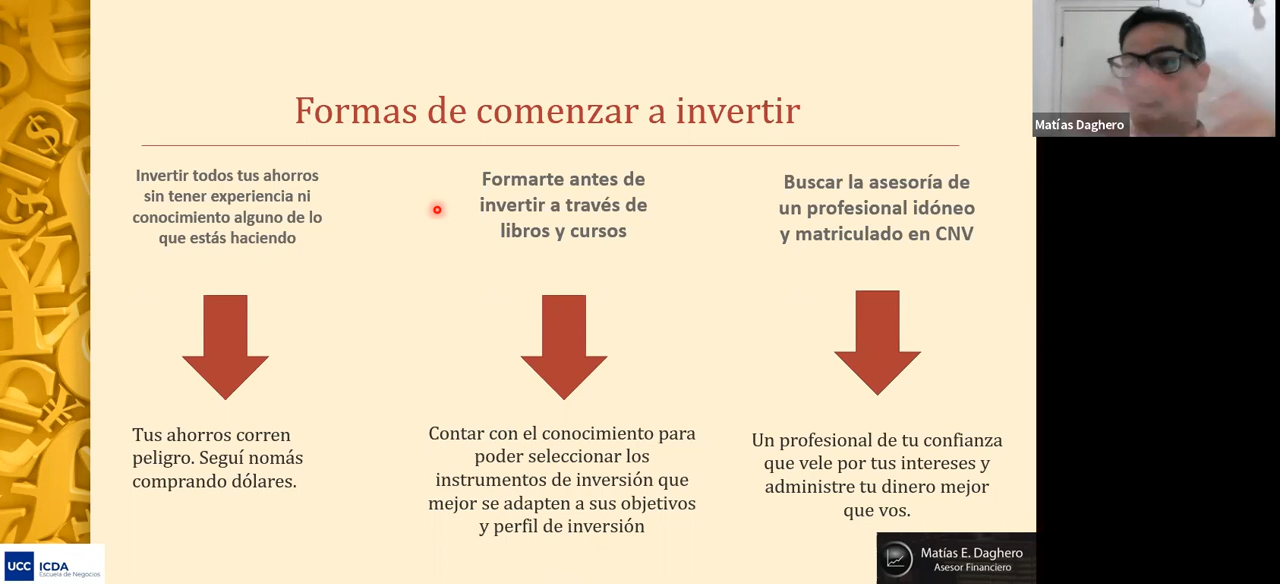 Formas de comenzar a invertir
Invertir todos tus ahorros
sin tener experiencia ni
conocimiento alguno de lo
que estás haciendo
Formarte antes de
invertir a través de
libros y cursos
Buscar la asesoría de
un profesional idóneo
y matriculado en CNV
Tus ahorros corren
peligro. Seguí nomás
comprando dólares.
Contar con el conocimiento para
poder seleccionar los
instrumentos de inversión que
mejor se adapten a sus objetivos
y perfil de inversión
Un profesional de tu confianza
que vele por tus intereses y
administre tu dinero mejor
que vos.
Matías Daghero
UCC
ICDA
Escuela de Negocios
Matías E. Daghero
Asesor Financiero